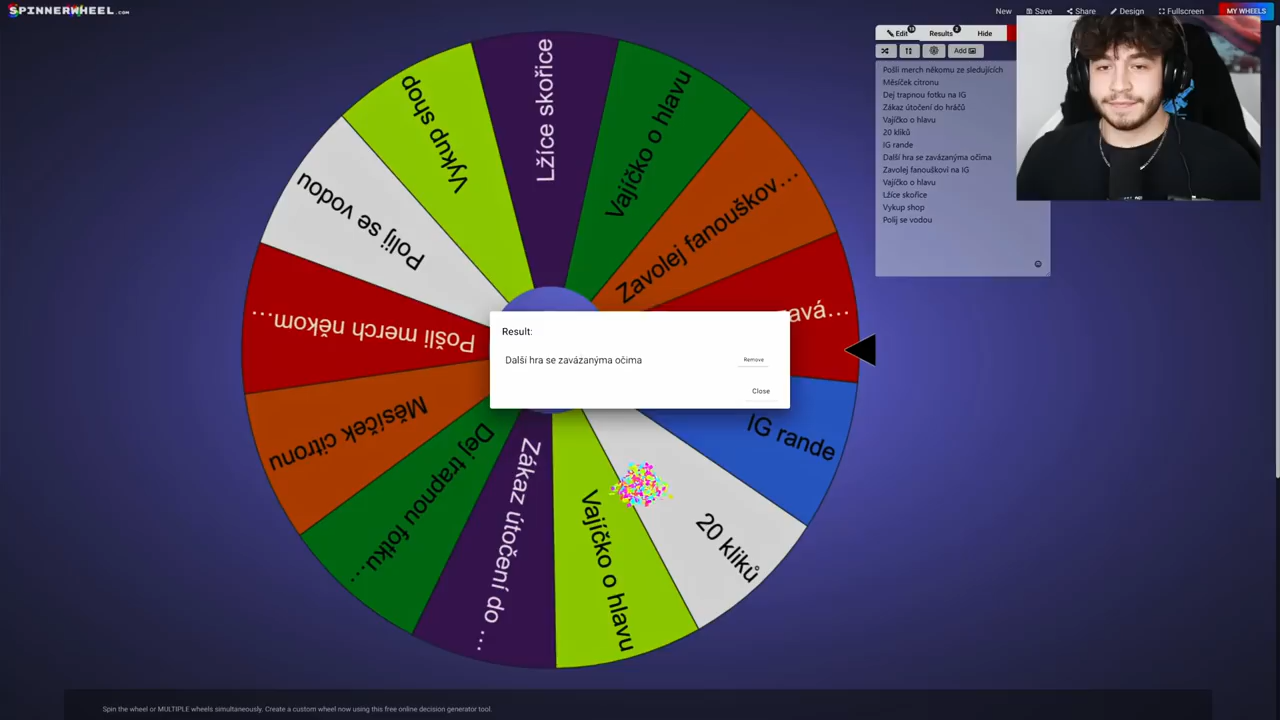 SPINNERWHEEL.COM
New
Save
Share
Design
Fullscreen
MY WHEELS
Edit 13
Results
Hide
Add
Pošli merch někomu ze sledujících
Měsíček citronu
Dej trapnou fotku na IG
Zákaz útočení do hráčů
Vajíčko o hlavu
20 kliků
IG rande
Další hra se zavázanýma očima
Zavolej fanouškoví na IG
Vajíčko o hlavu
Lžíce skořice
Vykup shop
Polij se vodou
Lžíce skořice
Vajíčko o hlavu
Zavolej fanouškov...
avá...
IG rande
20 kliků
Vajíčko o hlavu
Zákaz útočení do ...
Dej trapnou fotku...
Měsíček citronu
Pošli merch někom...
Polij se vodou
Vykup shop
Result:
Další hra se zavázanýma očima
Remove
Close
Spin the wheel or MULTIPLE wheels simultaneously. Create a custom wheel now using this free online decision generator tool.